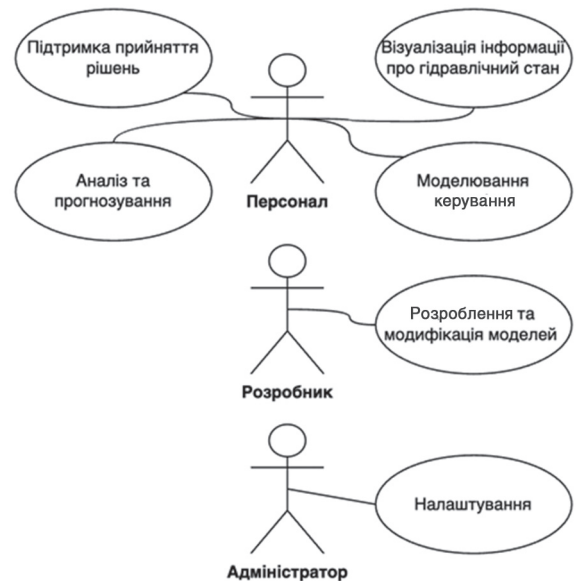 Підтримка прийняття
рішень
Візуалізація інформації
про гідравлічний стан
Аналіз та
прогнозування
Моделювання
керування
Персонал
Розроблення та
модифікація моделей
Розробник
Налаштування
Адміністратор